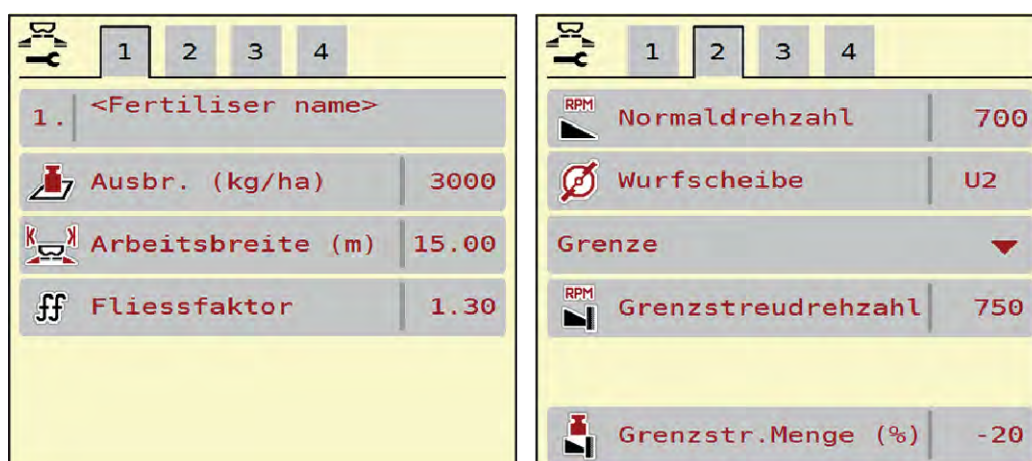 1 2 3 4
1. <Fertiliser name>
Ausbr. (kg/ha) 3000
K K Arbeitsbreite (m) 15.00
ff Fliessfaktor 1.30
1 2 3 4
RPM Normaldrehzahl 700
Wurfscheibe U2
Grenze
RPM Grenzstreudrehzahl 750
Grenzstr.Menge (%) -20